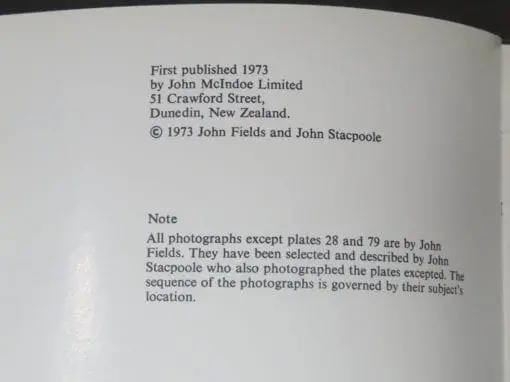 First published 1973
by John McIndoe Limited
51 Crawford Street,
Dunedin, New Zealand.
© 1973 John Fields and John Stacpoole
Note
All photographs except plates 28 and 79 are by John
Fields. They have been selected and described by John
Stacpoole who also photographed the plates excepted. The
sequence of the photographs is governed by their subject's
location.